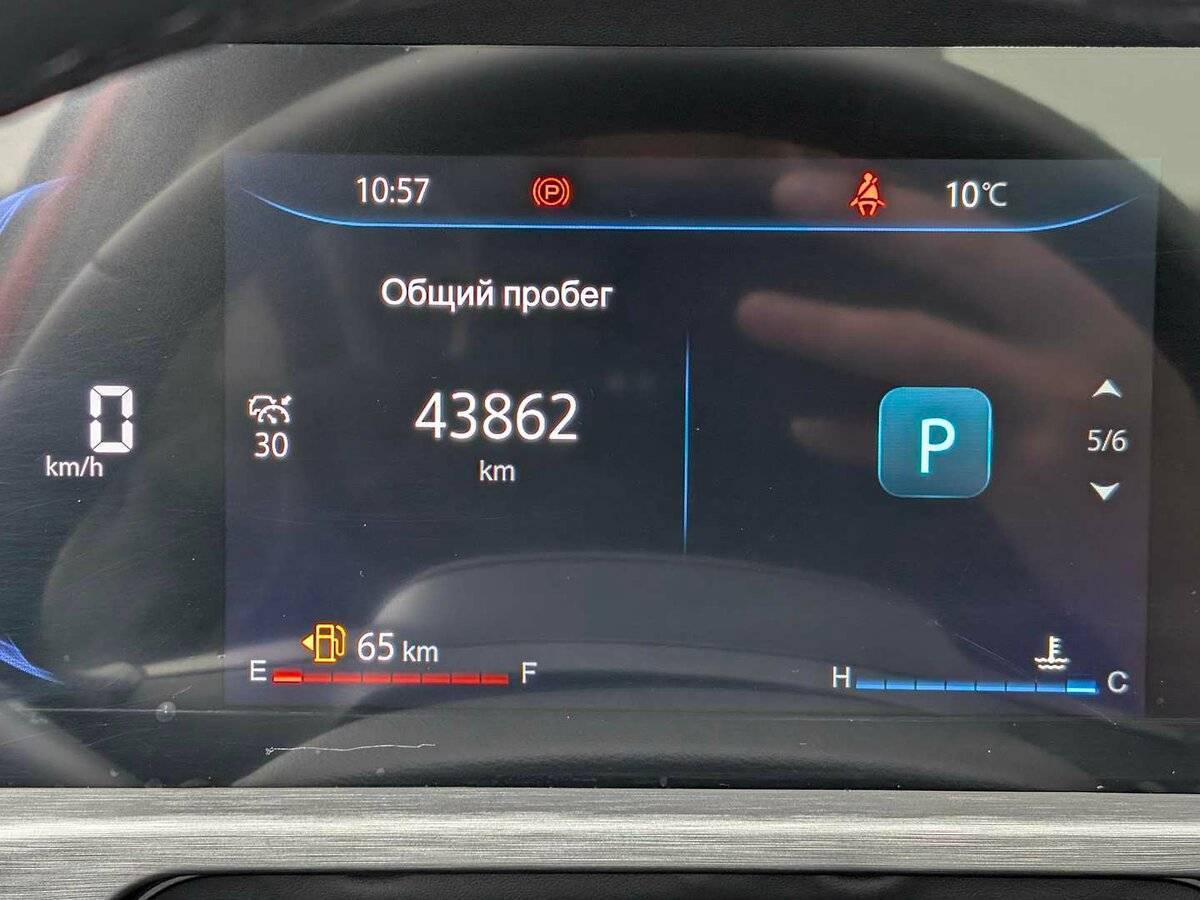 10:57 P 10℃
Общий пробег
43862
km
0
km/h
30
P
5/6
65 km
E F
H C